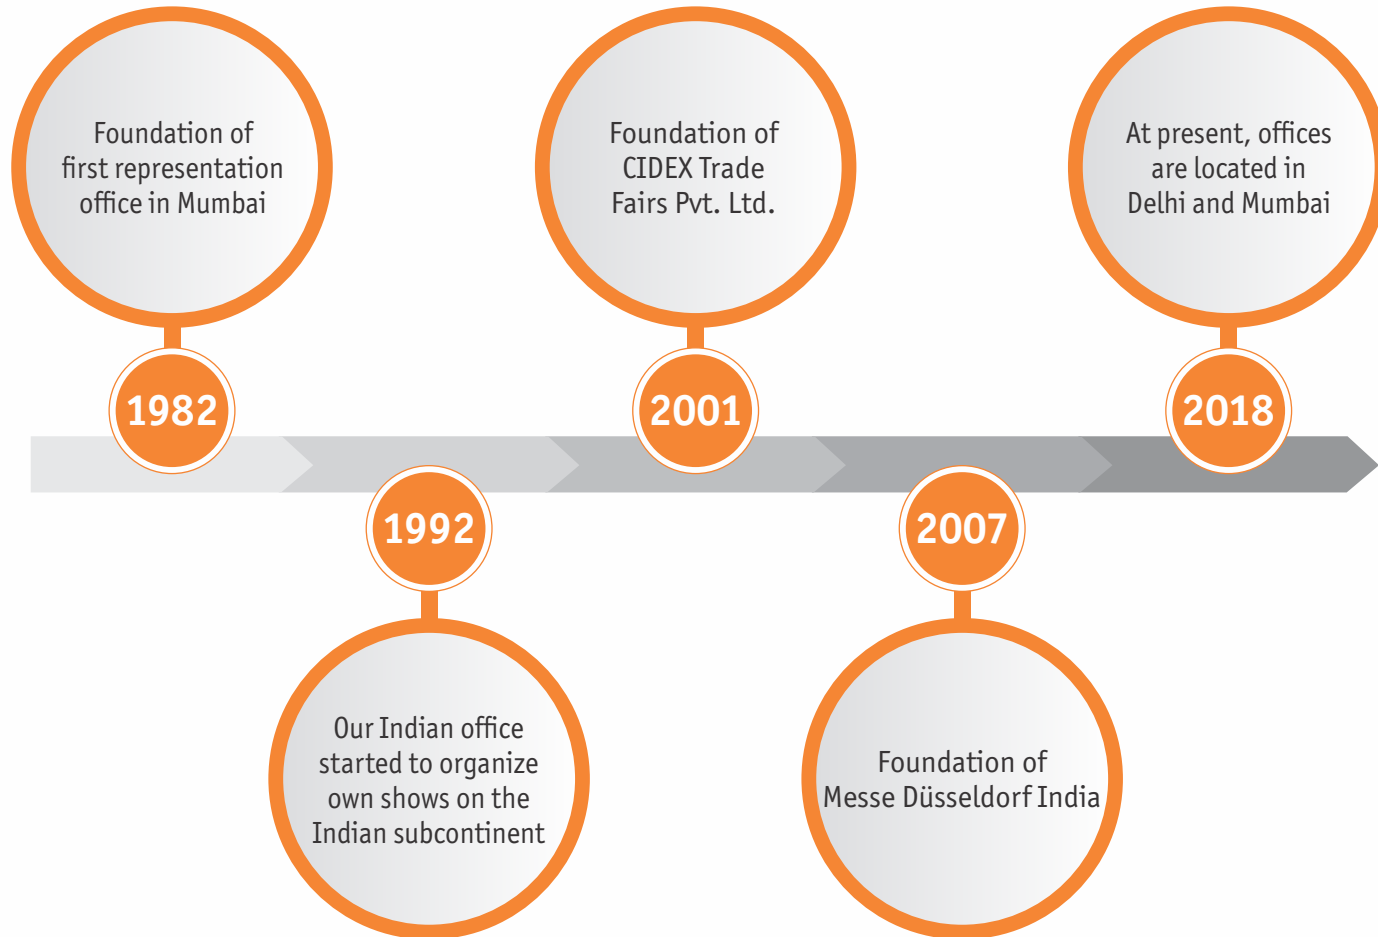 Foundation of
first representation
office in Mumbai
1982
Our Indian office
started to organize
own shows on the
Indian subcontinent
1992
Foundation of
CIDEX Trade
Fairs Pvt. Ltd.
2001
Foundation of
Messe Düsseldorf India
2007
At present, offices
are located in
Delhi and Mumbai
2018